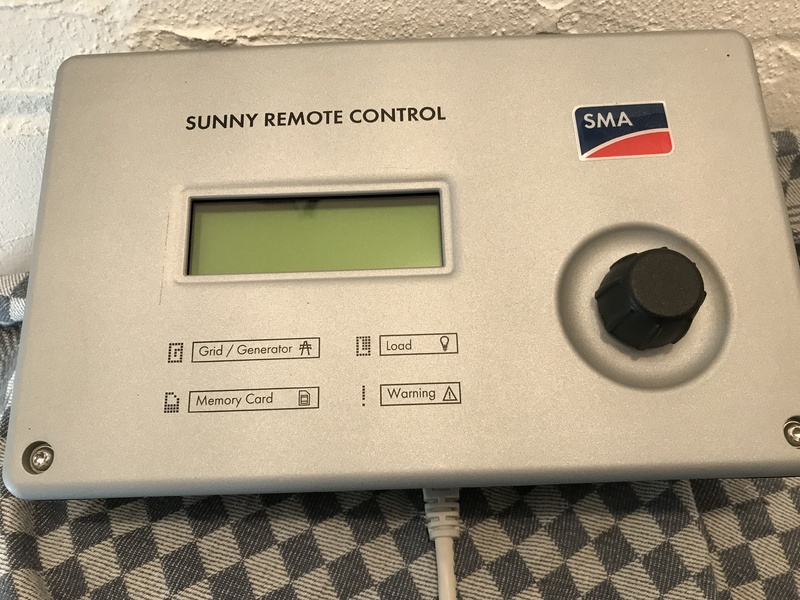 SUNNY REMOTE CONTROL
SMA
Grid / Generator
Load
Memory Card
! Warning